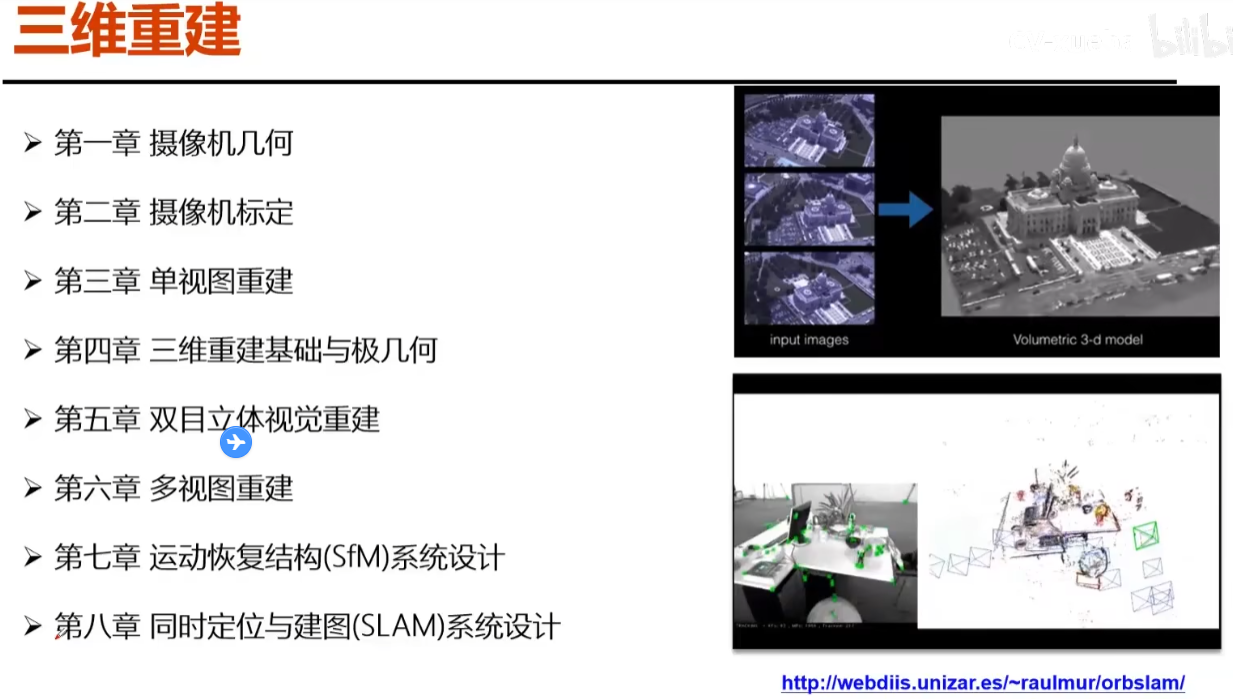 三维重建
bilibili
第一章 摄像机几何
第二章 摄像机标定
第三章 单视图重建
第四章 三维重建基础与极几何
第五章 双目立体视觉重建
第六章 多视图重建
第七章 运动恢复结构(SfM)系统设计
第八章 同时定位与建图(SLAM)系统设计
input images
Volumetric 3-d model
http://webdiis.unizar.es/~raulmur/orbslam/